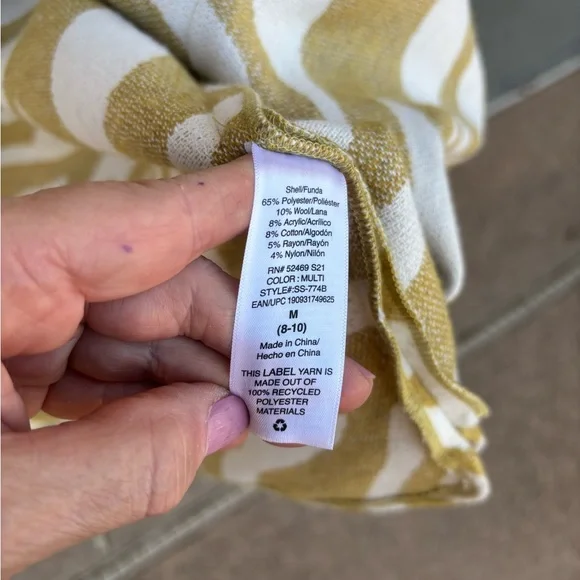 Shell/Funda
65% Polyester/Poliéster
10% Wool/Lana
8% Acrylic/Acrílico
8% Cotton/Algodón
5% Rayon/Rayón
4% Nylon/Nilón
RN# 52469 S21
COLOR : MULTI
STYLE#:SS-774B
EAN/UPC 190931749625
M
(8-10)
Made in China/
Hecho en China
THIS LABEL YARN IS
MADE OUT OF
100% RECYCLED
POLYESTER
MATERIALS